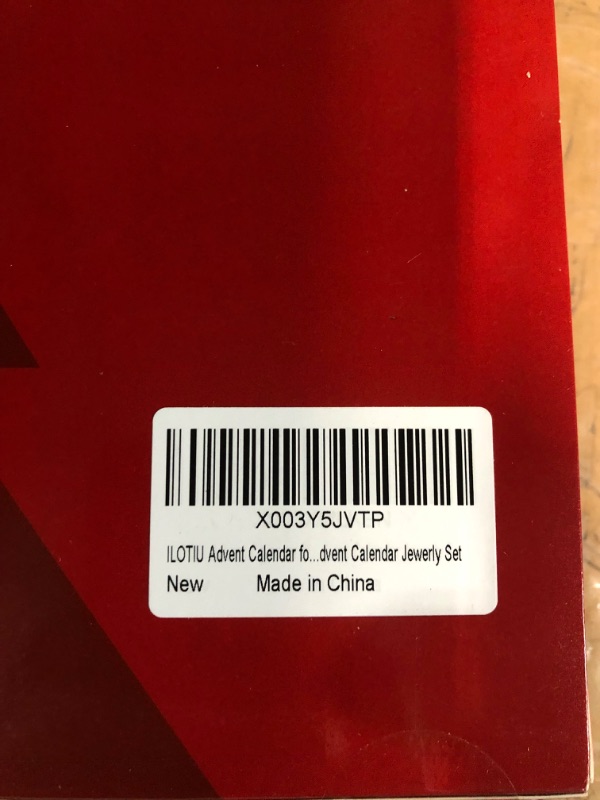 X003Y5JVTP
ILOTIU Advent Calendar fo...dvent Calendar Jewerly Set
New Made in China